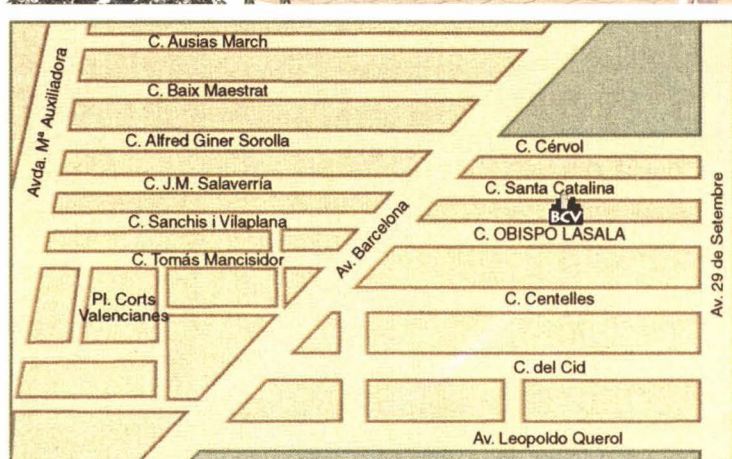 C. Ausias March
C. Baix Maestrat
C. Alfred Giner Sorolla
C. J.M. Salaverría
C. Sanchis i Vilaplana
C. Tomás Mancisidor
Pl. Corts
Valencianes
Avda. Mª Auxiliadora
Av. Barcelona
C. Cérvol
C. Santa Catalina
BCV
C. OBISPO LASALA
C. Centelles
C. del Cid
Av. Leopoldo Querol
Av. 29 de Setembre